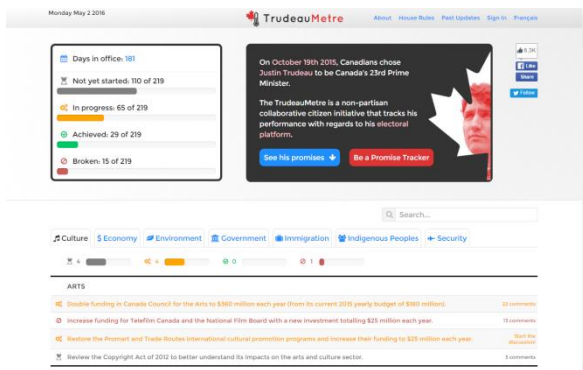 Monday May 2 2016
TrudeauMetre
About House Rules Past Updates Sign In Français
Days in office: 181
Not yet started: 110 of 219
In progress: 65 of 219
Achieved: 29 of 219
Broken: 15 of 219
On October 19th 2015, Canadians chose
Justin Trudeau to be Canada's 23rd Prime
Minister.
The TrudeauMetre is a non-partisan
collaborative citizen initiative that tracks his
performance with regards to his electoral
platform.
See his promises
Be a Promise Tracker
Like
Share
Follow
Search...
Culture $ Economy Environment Government Immigration Indigenous Peoples Security
4 4 0 1
ARTS
Double funding in Canada Council for the Arts to $360 million each year (from its current 2015 yearly budget of $180 million).
Increase funding for Telefilm Canada and the National Film Board with a new investment totalling $25 million each year.
13 comments
Restore the Promart and Trade Routes international cultural promotion programs and increase their funding to $25 million each year.
Start the
discussion!
Review the Copyright Act of 2012 to better understand its impacts on the arts and culture sector.
3 comments